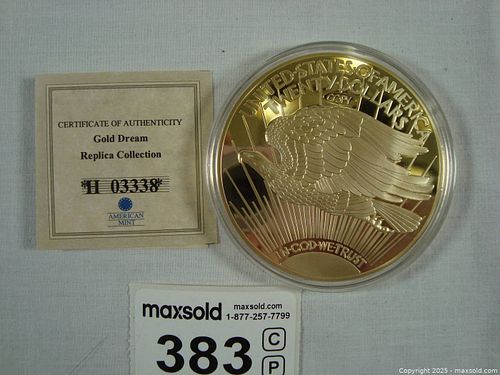 CERTIFICATE OF AUTHENTICITY
Gold Dream
Replica Collection
*H 03338*
AMERICAN
MINT
UNITED·STATES·OF·AMERICA
TWENTY·DOLLARS
COPY
IN·GOD·WE·TRUST
maxsold
maxsold.com
1-877-257-7799
383
C
P
Copyright 2025 - maxsold.com